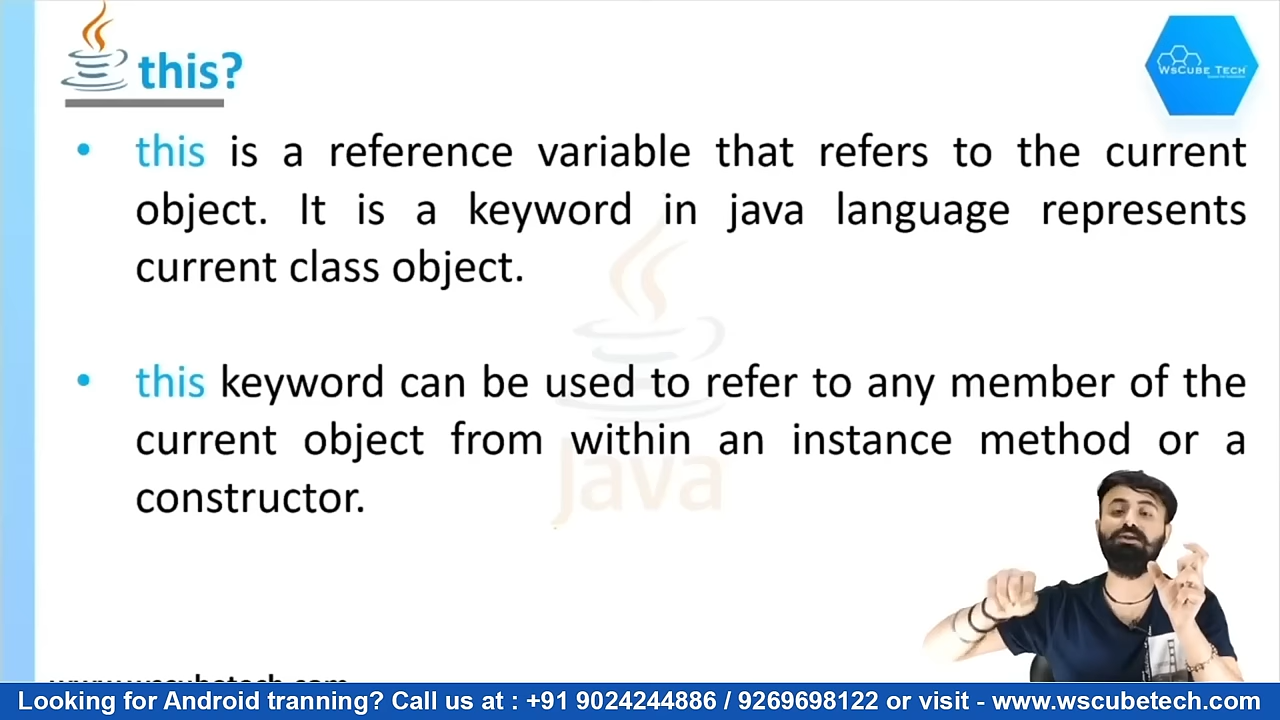 this?
WsCube Tech
• this is a reference variable that refers to the current
object. It is a keyword in java language represents
current class object.
• this keyword can be used to refer to any member of the
current object from within an instance method or a
constructor.
Java
www.wscubetech.com
Looking for Android tranning? Call us at : +91 9024244886 / 9269698122 or visit - www.wscubetech.com